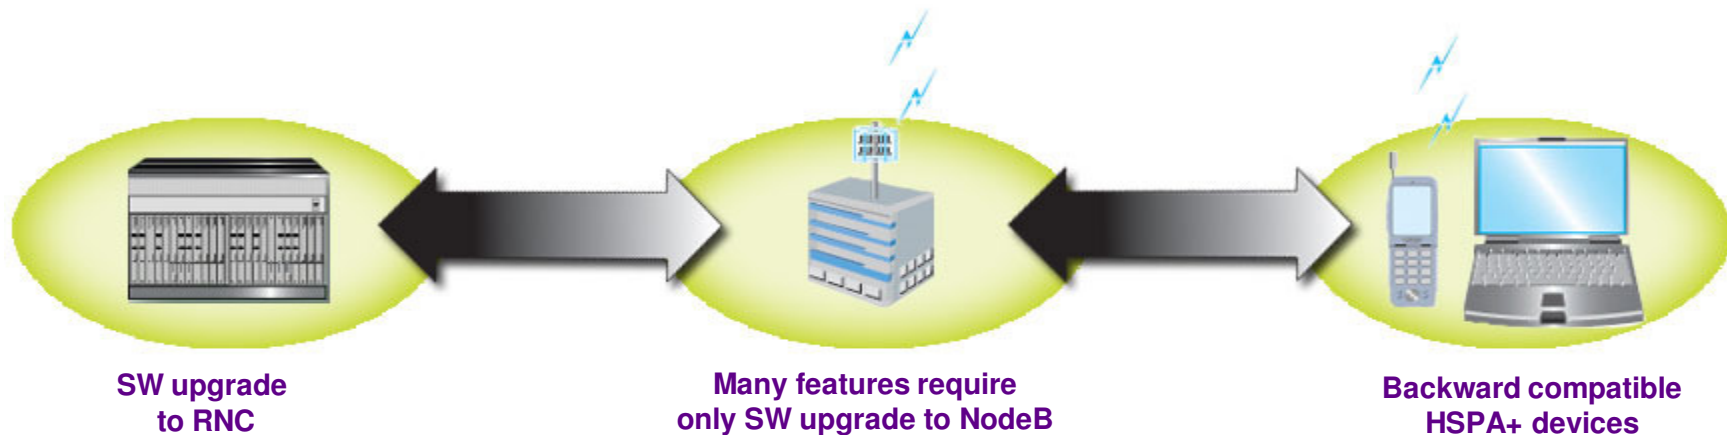 SW upgrade
to RNC
Many features require
only SW upgrade to NodeB
Backward compatible
HSPA+ devices